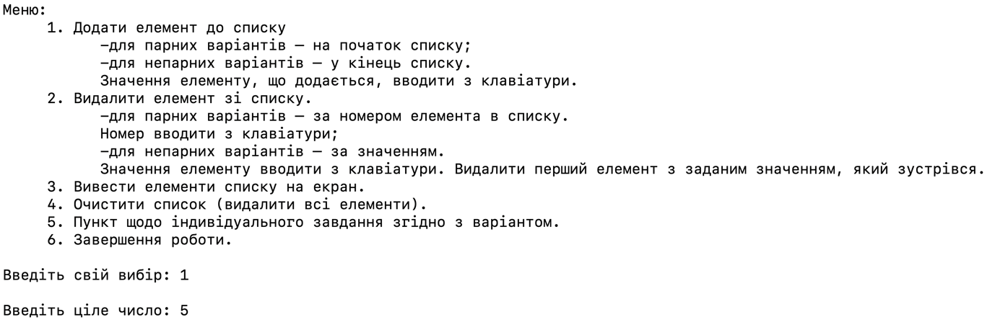 Меню:
1. Додати елемент до списку
–для парних варіантів – на початок списку;
–для непарних варіантів – у кінець списку.
Значення елементу, що додається, вводити з клавіатури.
2. Видалити елемент зі списку.
–для парних варіантів – за номером елемента в списку.
Номер вводити з клавіатури;
–для непарних варіантів – за значенням.
Значення елементу вводити з клавіатури. Видалити перший елемент з заданим значенням, який зустрівся.
3. Вивести елементи списку на екран.
4. Очистити список (видалити всі елементи).
5. Пункт щодо індивідуального завдання згідно з варіантом.
6. Завершення роботи.
Введіть свій вибір: 1
Введіть ціле число: 5